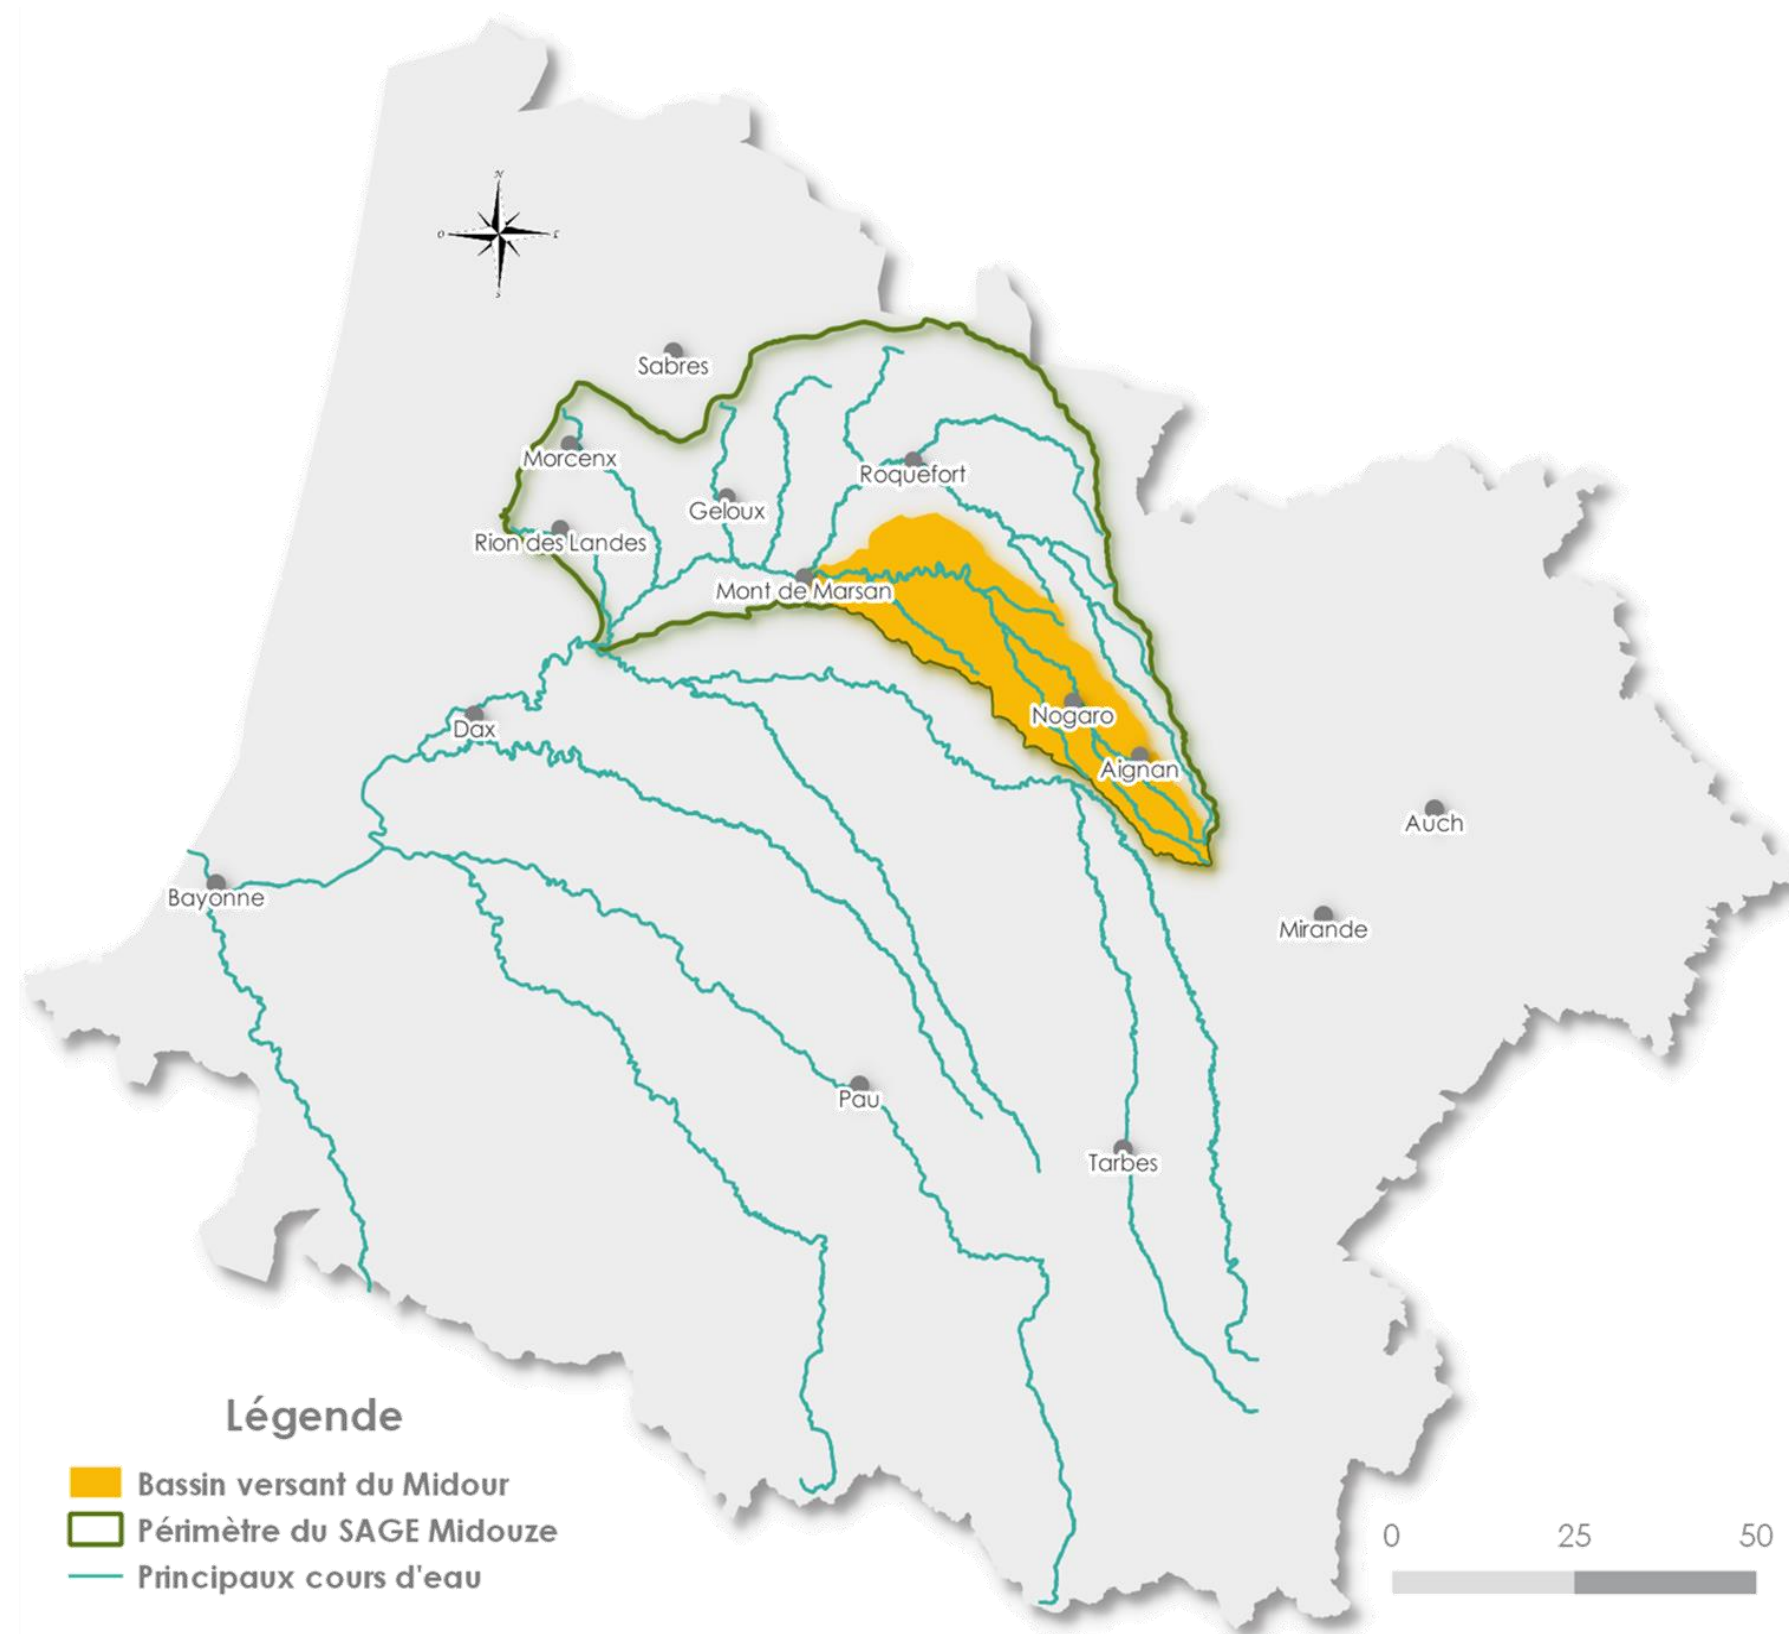 N
O
E
S
Sabres
Morcenx
Roquefort
Geloux
Rion des Landes
Mont de Marsan
Nogaro
Dax
Aignan
Auch
Bayonne
Mirande
Pau
Tarbes
Légende
Bassin versant du Midour
Périmètre du SAGE Midouze
Principaux cours d'eau
0 25 50